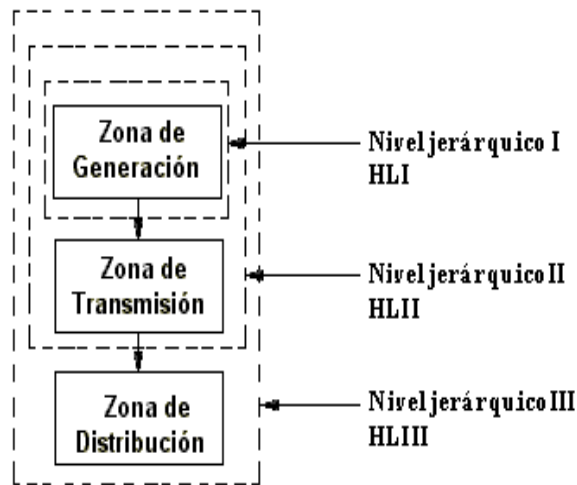 Zona de
Generación
Nivel jerárquico I
HLI
Zona de
Transmisión
Nivel jerárquico II
HLII
Zona de
Distribución
Nivel jerárquico III
HLIII